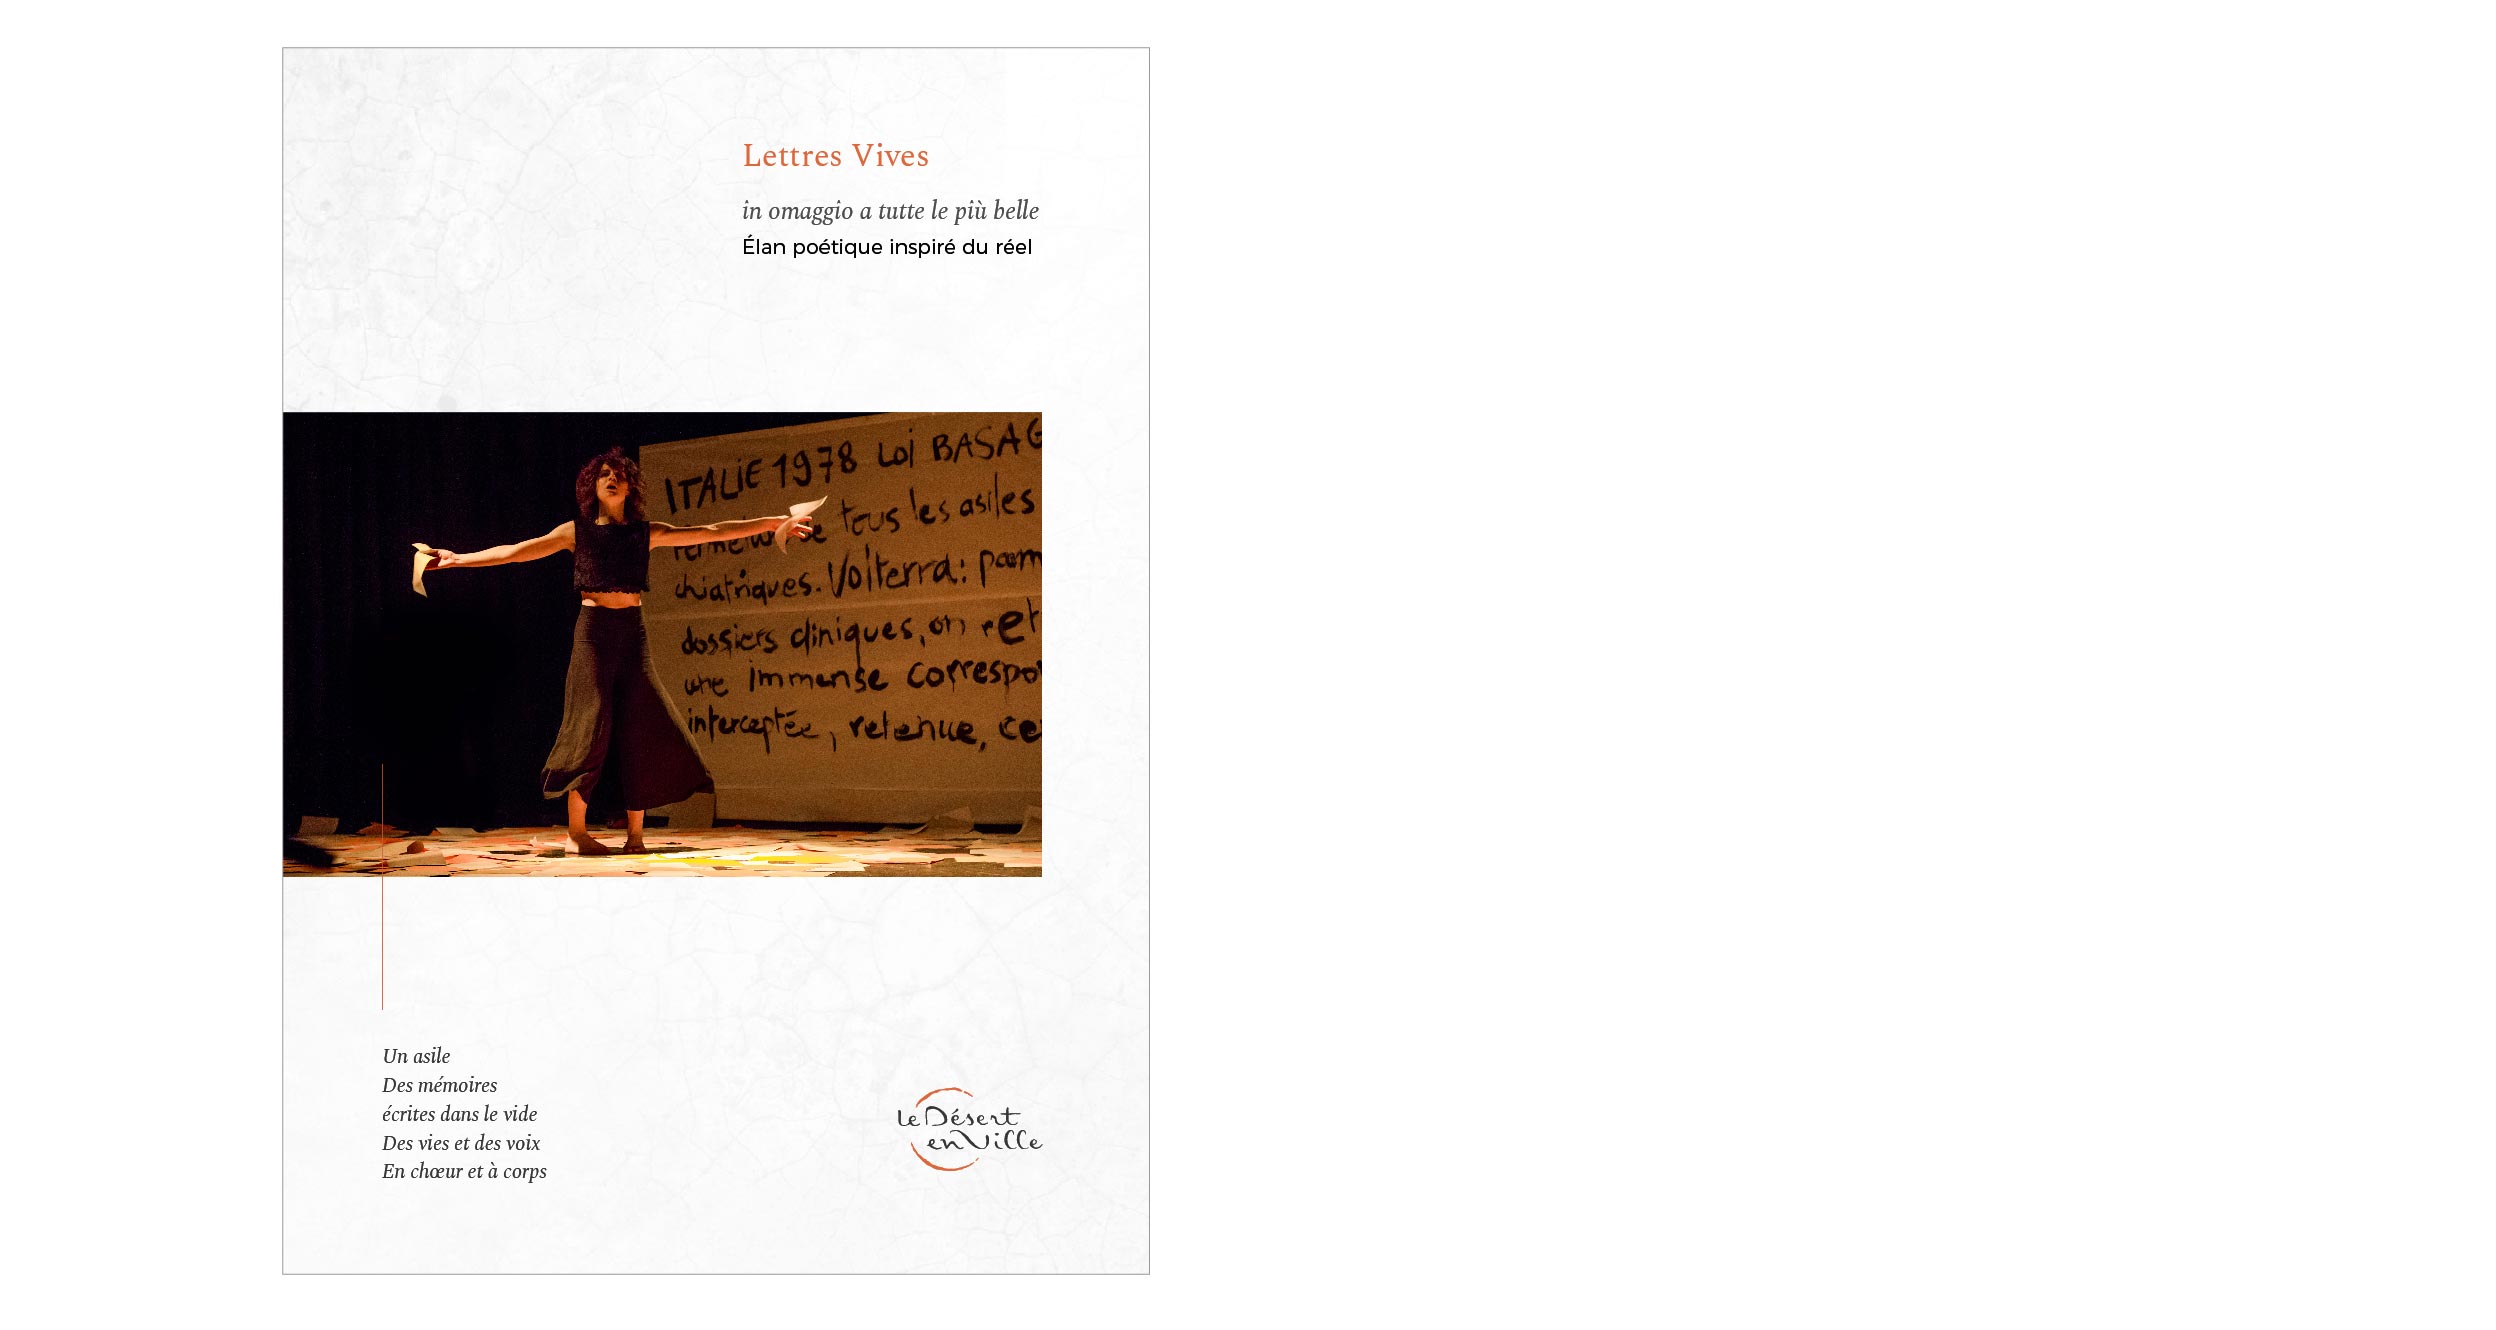 Lettres Vives
in omaggio a tutte le più belle
Élan poétique inspiré du réel
ITALIE 1978 Loi BASAG
tous les asiles
chiatriques. Volterra: parm
dossiers cliniques, on ret
une immense correspo
interceptée, retenue, ce
Un asile
Des mémoires
écrites dans le vide
Des vies et des voix
En chœur et à corps
le Désert
en Ville